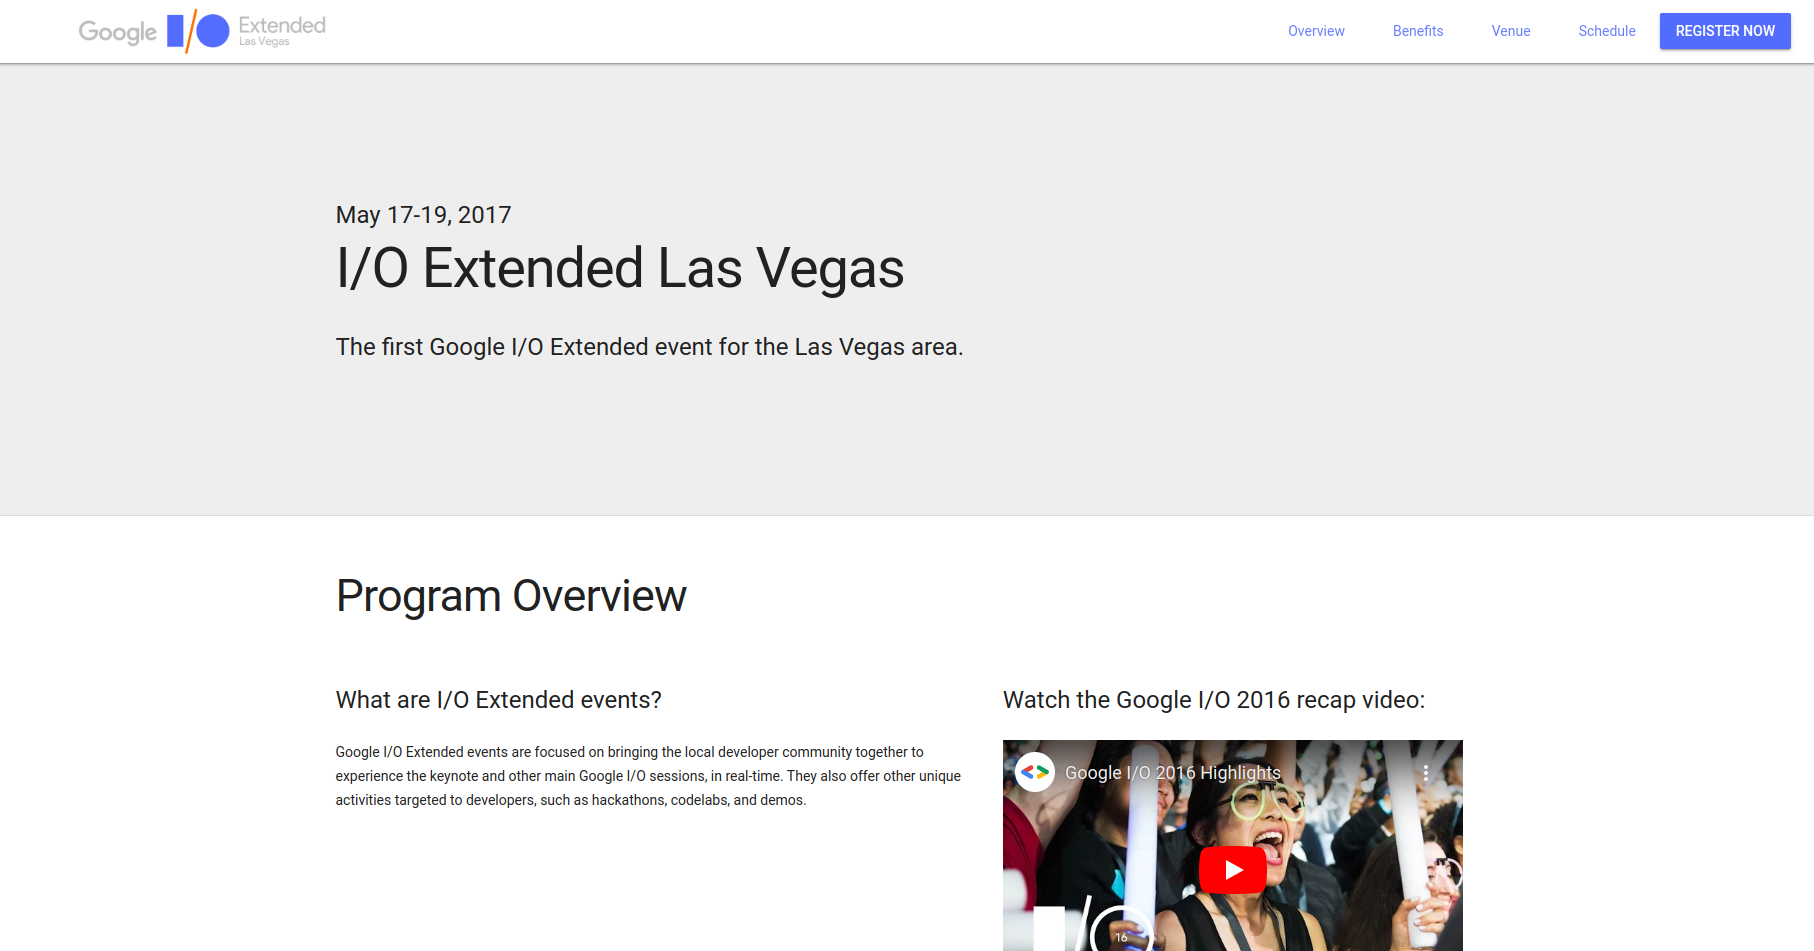 Google I/O Extended
Las Vegas
Overview Benefits Venue Schedule REGISTER NOW
May 17-19, 2017
I/O Extended Las Vegas
The first Google I/O Extended event for the Las Vegas area.
Program Overview
What are I/O Extended events?
Google I/O Extended events are focused on bringing the local developer community together to
experience the keynote and other main Google I/O sessions, in real-time. They also offer other unique
activities targeted to developers, such as hackathons, codelabs, and demos.
Watch the Google I/O 2016 recap video:
Google I/O 2016 Highlights
I/O 16